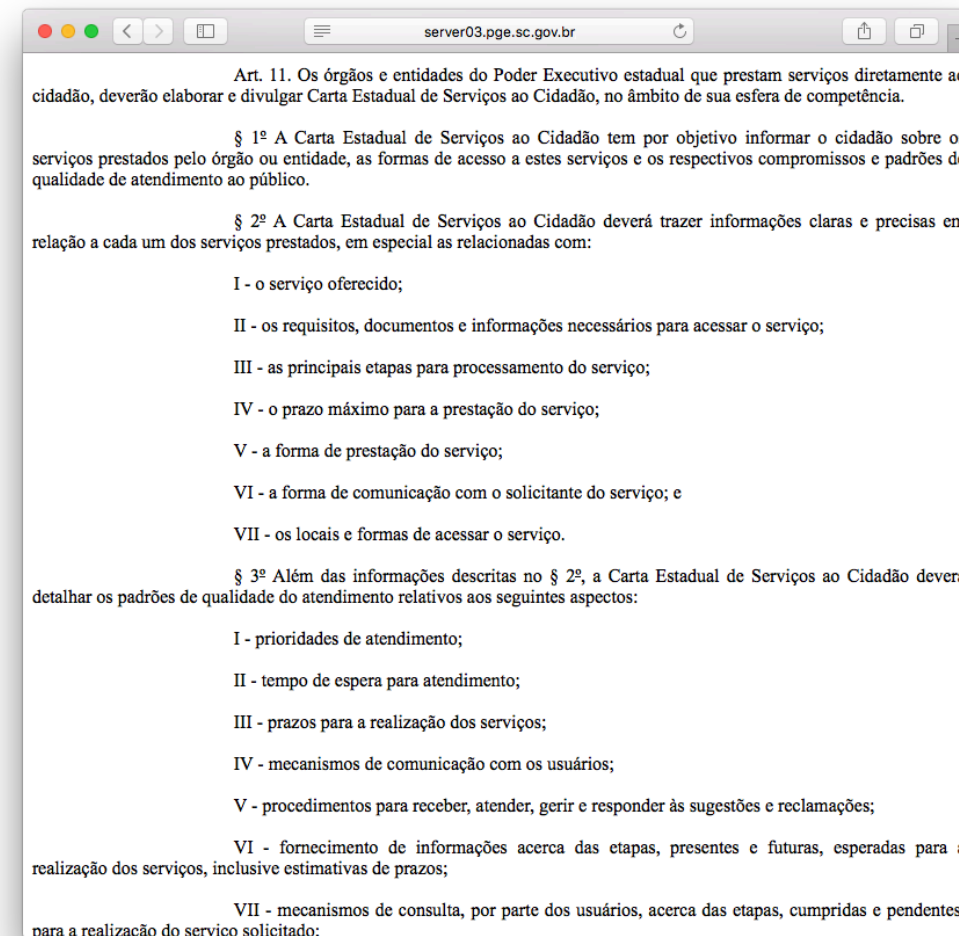 server03.pge.sc.gov.br
Art. 11. Os órgãos e entidades do Poder Executivo estadual que prestam serviços diretamente
cidadão, deverão elaborar e divulgar Carta Estadual de Serviços ao Cidadão, no âmbito de sua esfera de competência.
§ 1º A Carta Estadual de Serviços ao Cidadão tem por objetivo informar o cidadão sobre
serviços prestados pelo órgão ou entidade, as formas de acesso a estes serviços e os respectivos compromissos e padrões
qualidade de atendimento ao público.
§ 2º A Carta Estadual de Serviços ao Cidadão deverá trazer informações claras e precisas
relação a cada um dos serviços prestados, em especial as relacionadas com:
I - o serviço oferecido;
II - os requisitos, documentos e informações necessários para acessar o serviço;
III - as principais etapas para processamento do serviço;
IV - o prazo máximo para a prestação do serviço;
V - a forma de prestação do serviço;
VI - a forma de comunicação com o solicitante do serviço; e
VII - os locais e formas de acessar o serviço.
§ 3º Além das informações descritas no § 2º, a Carta Estadual de Serviços ao Cidadão deverá
detalhar os padrões de qualidade do atendimento relativos aos seguintes aspectos:
I - prioridades de atendimento;
II - tempo de espera para atendimento;
III - prazos para a realização dos serviços;
IV - mecanismos de comunicação com os usuários;
V - procedimentos para receber, atender, gerir e responder às sugestões e reclamações;
VI - fornecimento de informações acerca das etapas, presentes e futuras, esperadas para
realização dos serviços, inclusive estimativas de prazos;
VII - mecanismos de consulta, por parte dos usuários, acerca das etapas, cumpridas e pendentes
para a realização do serviço solicitado;